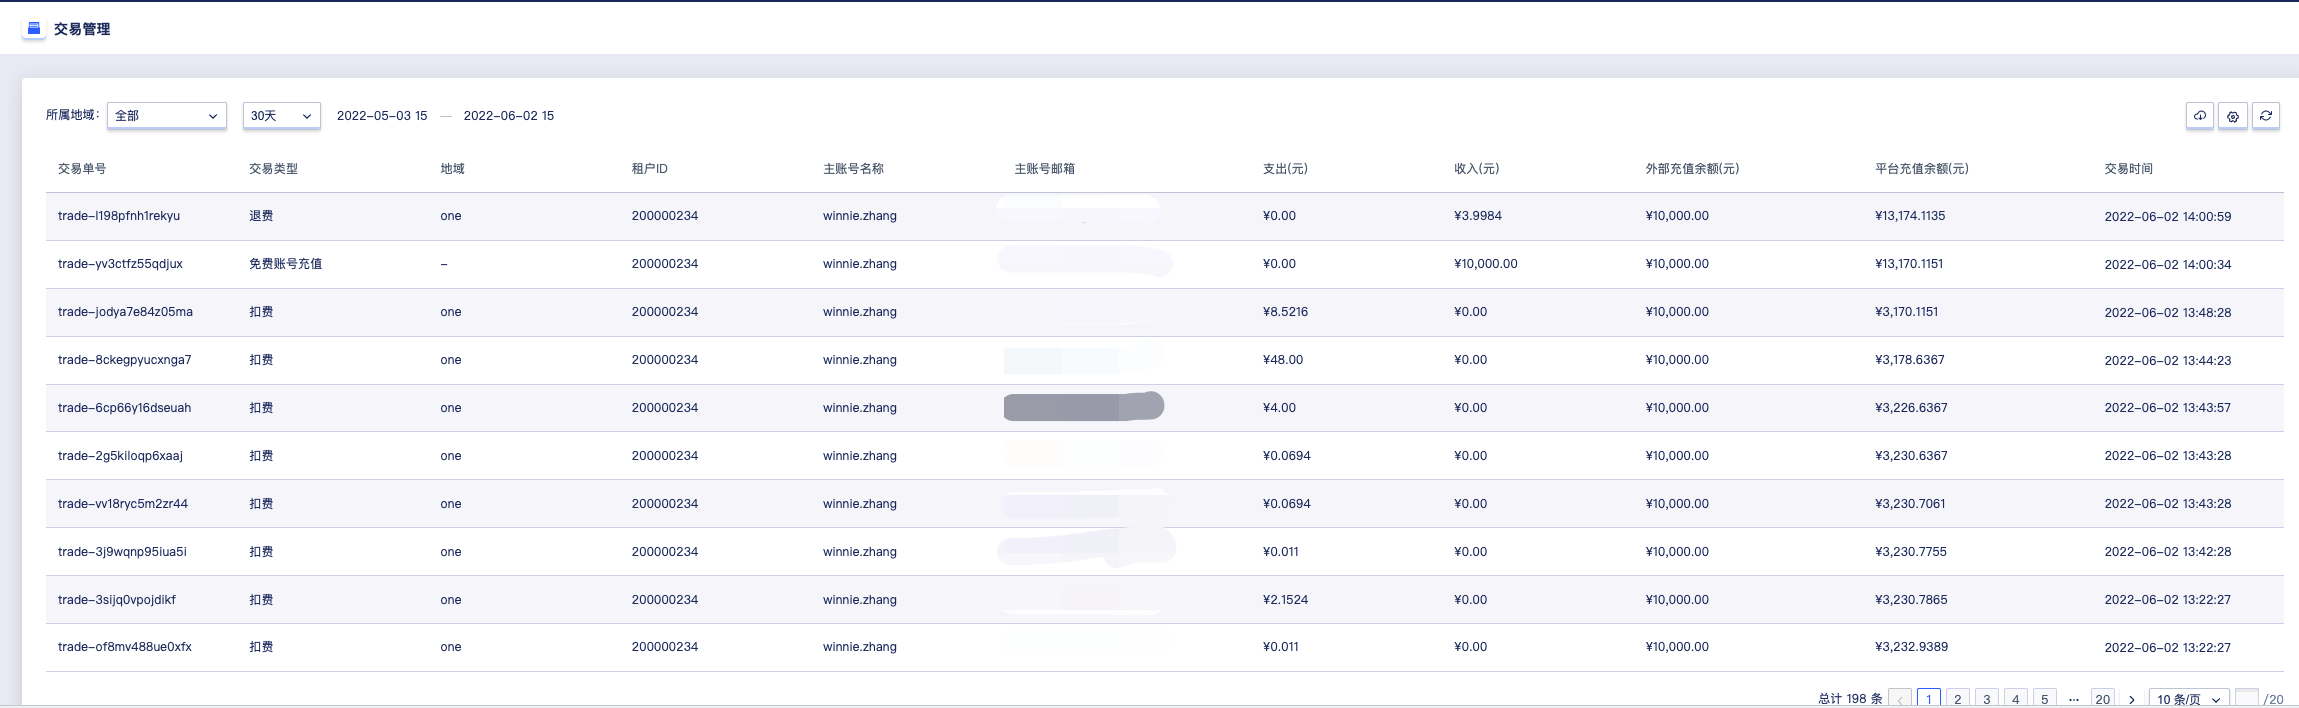 交易管理
所属地域： 全部 30天 2022-05-03 15 — 2022-06-02 15
交易单号 交易类型 地域 租户ID 主账号名称 主账号邮箱 支出(元) 收入(元) 外部充值余额(元) 平台充值余额(元) 交易时间
trade-l198pfnh1rekyu 退费 one 200000234 winnie.zhang ¥0.00 ¥3.9984 ¥10,000.00 ¥13,174.1135 2022-06-02 14:00:59
trade-yv3ctfz55qdjux 免费账号充值 - 200000234 winnie.zhang ¥0.00 ¥10,000.00 ¥10,000.00 ¥13,170.1151 2022-06-02 14:00:34
trade-jodya7e84z05ma 扣费 one 200000234 winnie.zhang ¥8.5216 ¥0.00 ¥10,000.00 ¥3,170.1151 2022-06-02 13:48:28
trade-8ckegpyucxnga7 扣费 one 200000234 winnie.zhang ¥48.00 ¥0.00 ¥10,000.00 ¥3,178.6367 2022-06-02 13:44:23
trade-6cp66y16dseuah 扣费 one 200000234 winnie.zhang ¥4.00 ¥0.00 ¥10,000.00 ¥3,226.6367 2022-06-02 13:43:57
trade-2g5kiloqp6xaaj 扣费 one 200000234 winnie.zhang ¥0.0694 ¥0.00 ¥10,000.00 ¥3,230.6367 2022-06-02 13:43:28
trade-vv18ryc5m2zr44 扣费 one 200000234 winnie.zhang ¥0.0694 ¥0.00 ¥10,000.00 ¥3,230.7061 2022-06-02 13:43:28
trade-3j9wqnp95iua5i 扣费 one 200000234 winnie.zhang ¥0.011 ¥0.00 ¥10,000.00 ¥3,230.7755 2022-06-02 13:42:28
trade-3sijq0vpojdikf 扣费 one 200000234 winnie.zhang ¥2.1524 ¥0.00 ¥10,000.00 ¥3,230.7865 2022-06-02 13:22:27
trade-of8mv488ue0xfx 扣费 one 200000234 winnie.zhang ¥0.011 ¥0.00 ¥10,000.00 ¥3,232.9389 2022-06-02 13:22:27
总计 198 条 < 1 2 3 4 5 ··· 20 > 10 条/页 /20